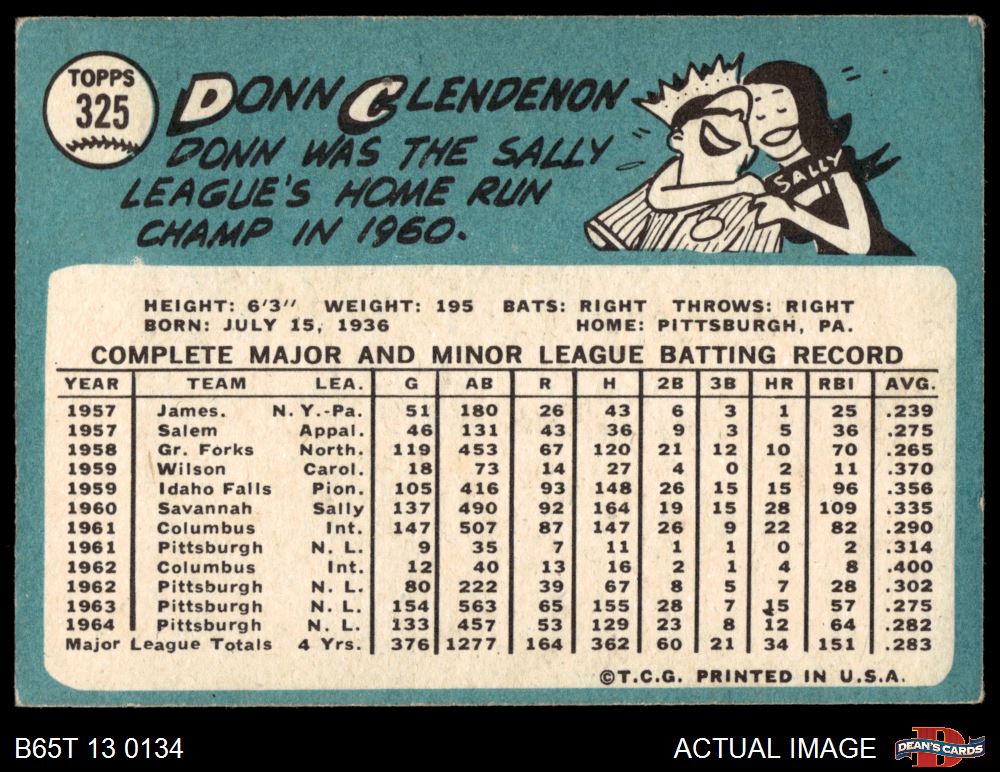 TOPPS
325
DONN CLENDENON
DONN WAS THE SALLY
LEAGUE'S HOME RUN
CHAMP IN 1960.
SALLY
HEIGHT: 6'3" WEIGHT: 195 BATS: RIGHT THROWS: RIGHT
BORN: JULY 15, 1936 HOME: PITTSBURGH, PA.
COMPLETE MAJOR AND MINOR LEAGUE BATTING RECORD
YEAR TEAM LEA. G AB R H 2B 3B HR RBI AVG.
1957 James. N.Y.-Pa. 51 180 26 43 6 3 1 25 .239
1957 Salem Appal. 46 131 43 36 9 3 5 36 .275
1958 Gr. Forks North. 119 453 67 120 21 12 10 70 .265
1959 Wilson Carol. 18 73 14 27 4 0 2 11 .370
1959 Idaho Falls Pion. 105 416 93 148 26 15 15 96 .356
1960 Savannah Sally 137 490 92 164 19 15 28 109 .335
1961 Columbus Int. 147 507 87 147 26 9 22 82 .290
1961 Pittsburgh N. L. 9 35 7 11 1 1 0 2 .314
1962 Columbus Int. 12 40 13 16 2 1 4 8 .400
1962 Pittsburgh N. L. 80 222 39 67 8 5 7 28 .302
1963 Pittsburgh N. L. 154 563 65 155 28 7 15 57 .275
1964 Pittsburgh N. L. 133 457 53 129 23 8 12 64 .282
Major League Totals 4 Yrs. 376 1277 164 362 60 21 34 151 .283
©T.C.G. PRINTED IN U.S.A.
B65T 13 0134
ACTUAL IMAGE
D
DEAN'S CARDS